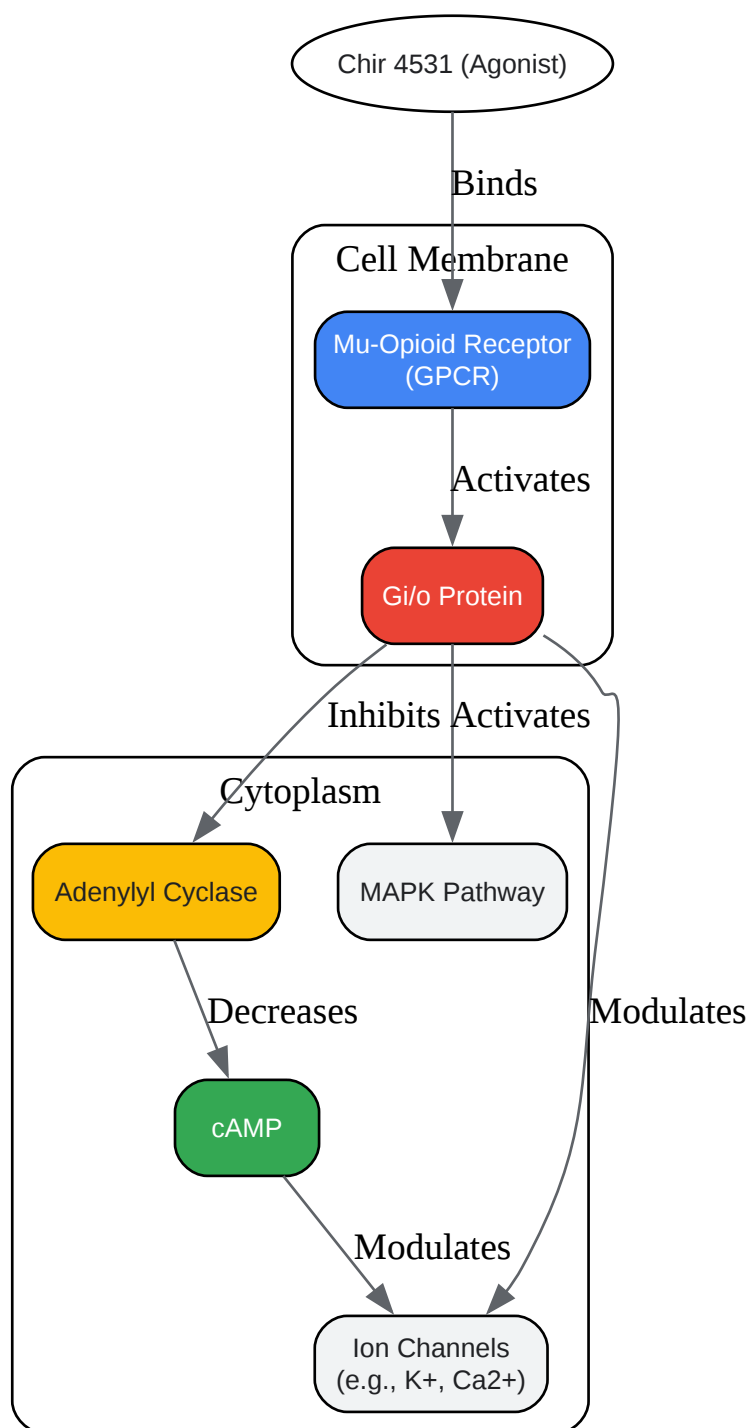 Chir 4531 (Agonist)
Binds
Cell Membrane
Mu-Opioid Receptor
(GPCR)
Activates
Gi/o Protein
Inhibits
Activates
Cytoplasm
Adenylyl Cyclase
MAPK Pathway
Decreases
Modulates
cAMP
Modulates
Ion Channels
(e.g., K+, Ca2+)